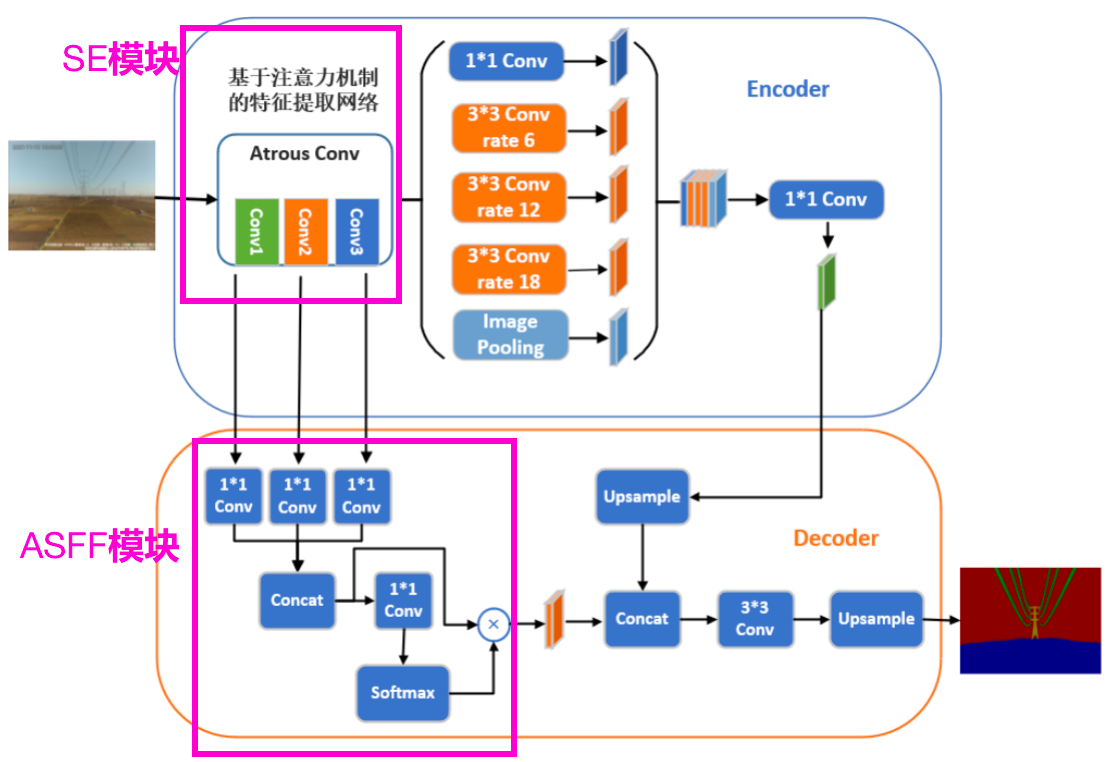 SE模块
基于注意力机制
的特征提取网络
Atrous Conv
Conv1
Conv2
Conv3
1*1 Conv
3*3 Conv
rate 6
3*3 Conv
rate 12
3*3 Conv
rate 18
Image
Pooling
Encoder
1*1 Conv
ASFF模块
1*1
Conv
1*1
Conv
1*1
Conv
Concat
1*1
Conv
×
Softmax
Upsample
Decoder
Concat
3*3
Conv
Upsample